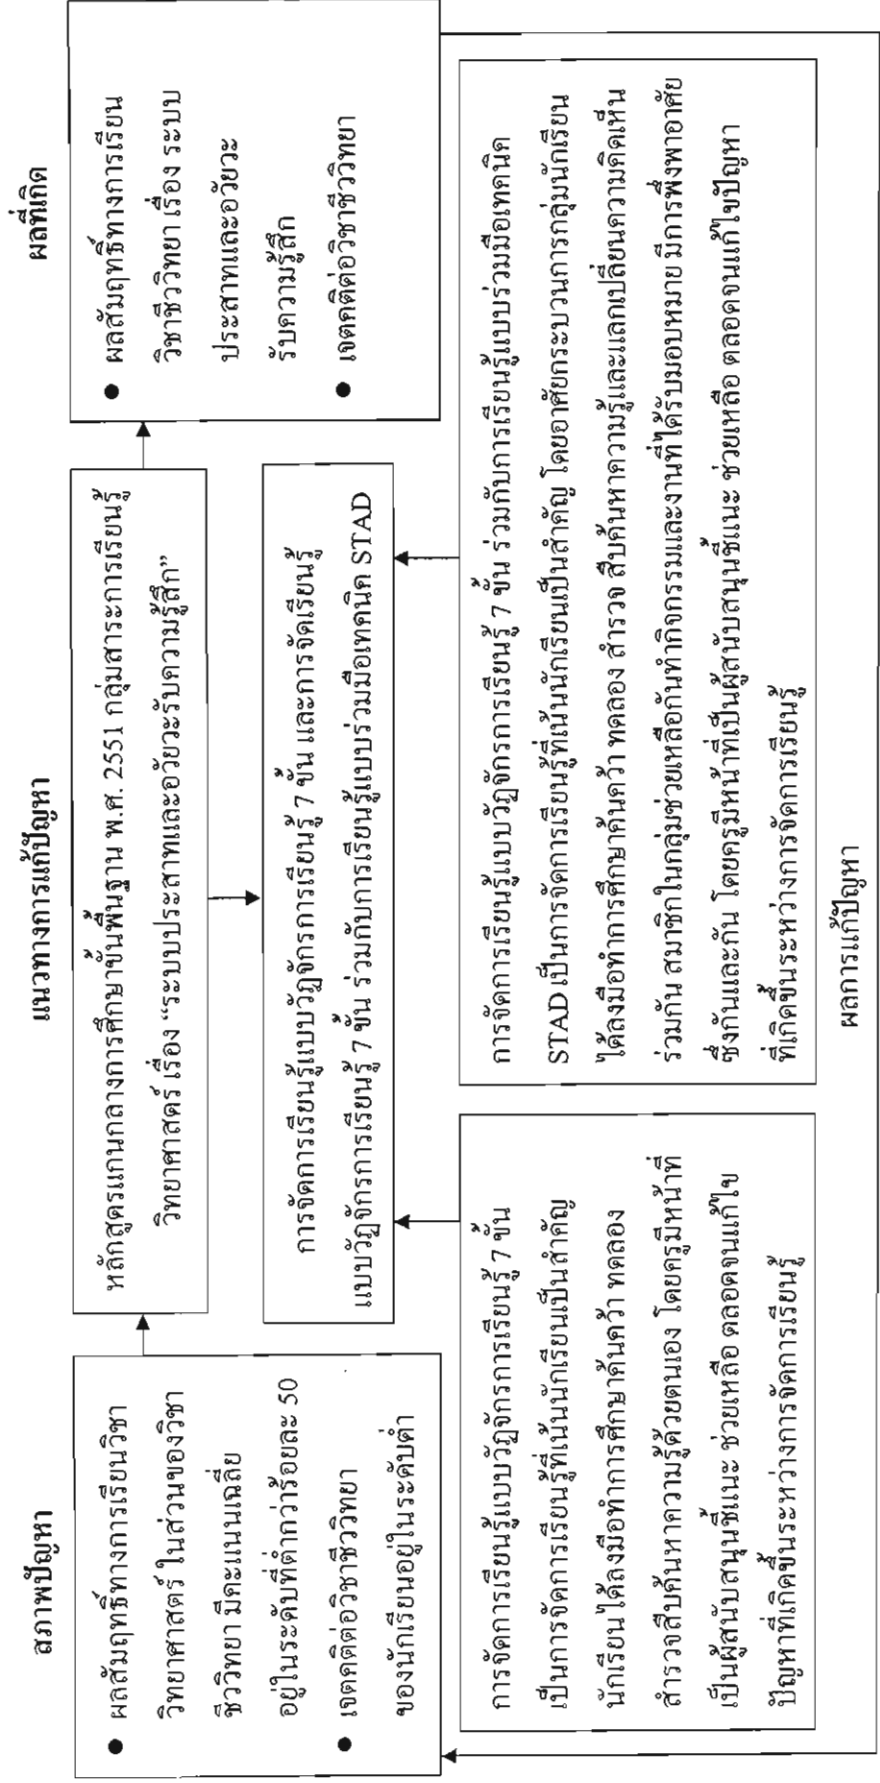 สภาพปัญหา
● ผลสัมฤทธิ์ทางการเรียนวิชา
วิทยาศาสตร์ ในส่วนของวิชา
ชีววิทยา มีคะแนนเฉลี่ย
อยู่ในระดับที่ต่ำกว่าร้อยละ 50
● เจตคติต่อวิชาชีววิทยา
ของนักเรียนอยู่ในระดับต่ำ
แนวทางการแก้ปัญหา
หลักสูตรแกนกลางการศึกษาขั้นพื้นฐาน พ.ศ. 2551 กลุ่มสาระการเรียนรู้
วิทยาศาสตร์ เรื่อง “ระบบประสาทและอวัยวะรับความรู้สึก”
การจัดการเรียนรู้แบบวัฏจักรการเรียนรู้ 7 ขั้น และการจัดเรียนรู้
แบบวัฏจักรการเรียนรู้ 7 ขั้น ร่วมกับการเรียนรู้แบบร่วมมือเทคนิค STAD
ผลที่เกิด
● ผลสัมฤทธิ์ทางการเรียน
วิชาชีววิทยา เรื่อง ระบบ
ประสาทและอวัยวะ
รับความรู้สึก
● เจตคติต่อวิชาชีววิทยา
การจัดการเรียนรู้แบบวัฏจักรการเรียนรู้ 7 ขั้น
เป็นการจัดการเรียนรู้ที่เน้นนักเรียนเป็นสำคัญ
นักเรียนได้ลงมือทำการศึกษาค้นคว้า ทดลอง
สำรวจสืบค้นหาความรู้ด้วยตนเอง โดยครูมีหน้าที่
เป็นผู้สนับสนุนชี้แนะ ช่วยเหลือ ตลอดจนแก้ไข
ปัญหาที่เกิดขึ้นระหว่างการจัดการเรียนรู้
การจัดการเรียนรู้แบบวัฏจักรการเรียนรู้ 7 ขั้น ร่วมกับการเรียนรู้แบบร่วมมือเทคนิค
STAD เป็นการจัดการเรียนรู้ที่เน้นนักเรียนเป็นสำคัญ โดยอาศัยกระบวนการกลุ่มนักเรียน
ได้ลงมือทำการศึกษาค้นคว้า ทดลอง สำรวจ สืบค้นหาความรู้และแลกเปลี่ยนความคิดเห็น
ร่วมกัน สมาชิกในกลุ่มช่วยเหลือกันทำกิจกรรมและงานที่ได้รับมอบหมาย มีการพึ่งพาอาศัย
ซึ่งกันและกัน โดยครูมีหน้าที่เป็นผู้สนับสนุนชี้แนะ ช่วยเหลือ ตลอดจนแก้ไขปัญหา
ที่เกิดขึ้นระหว่างการจัดการเรียนรู้
ผลการแก้ปัญหา